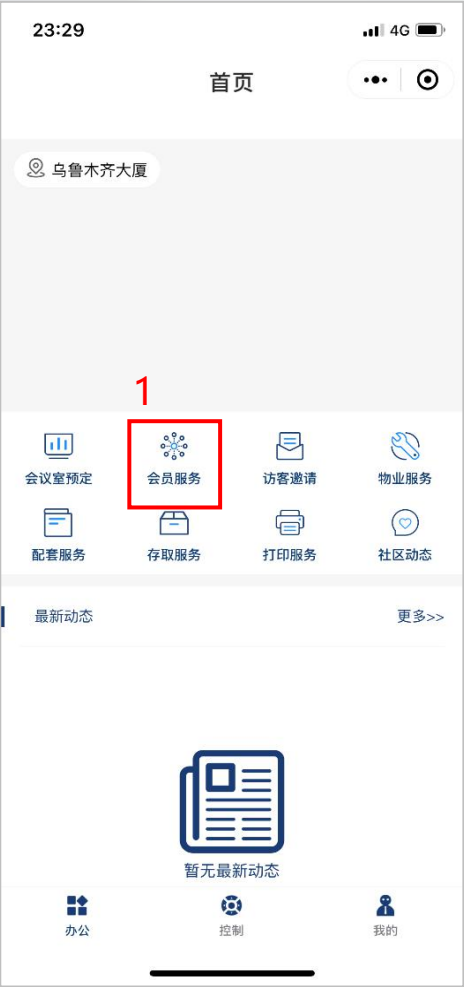 23:29
4G
首页
乌鲁木齐大厦
1
会议室预定 会员服务 访客邀请 物业服务
配套服务 存取服务 打印服务 社区动态
最新动态 更多>>
暂无最新动态
办公 控制 我的